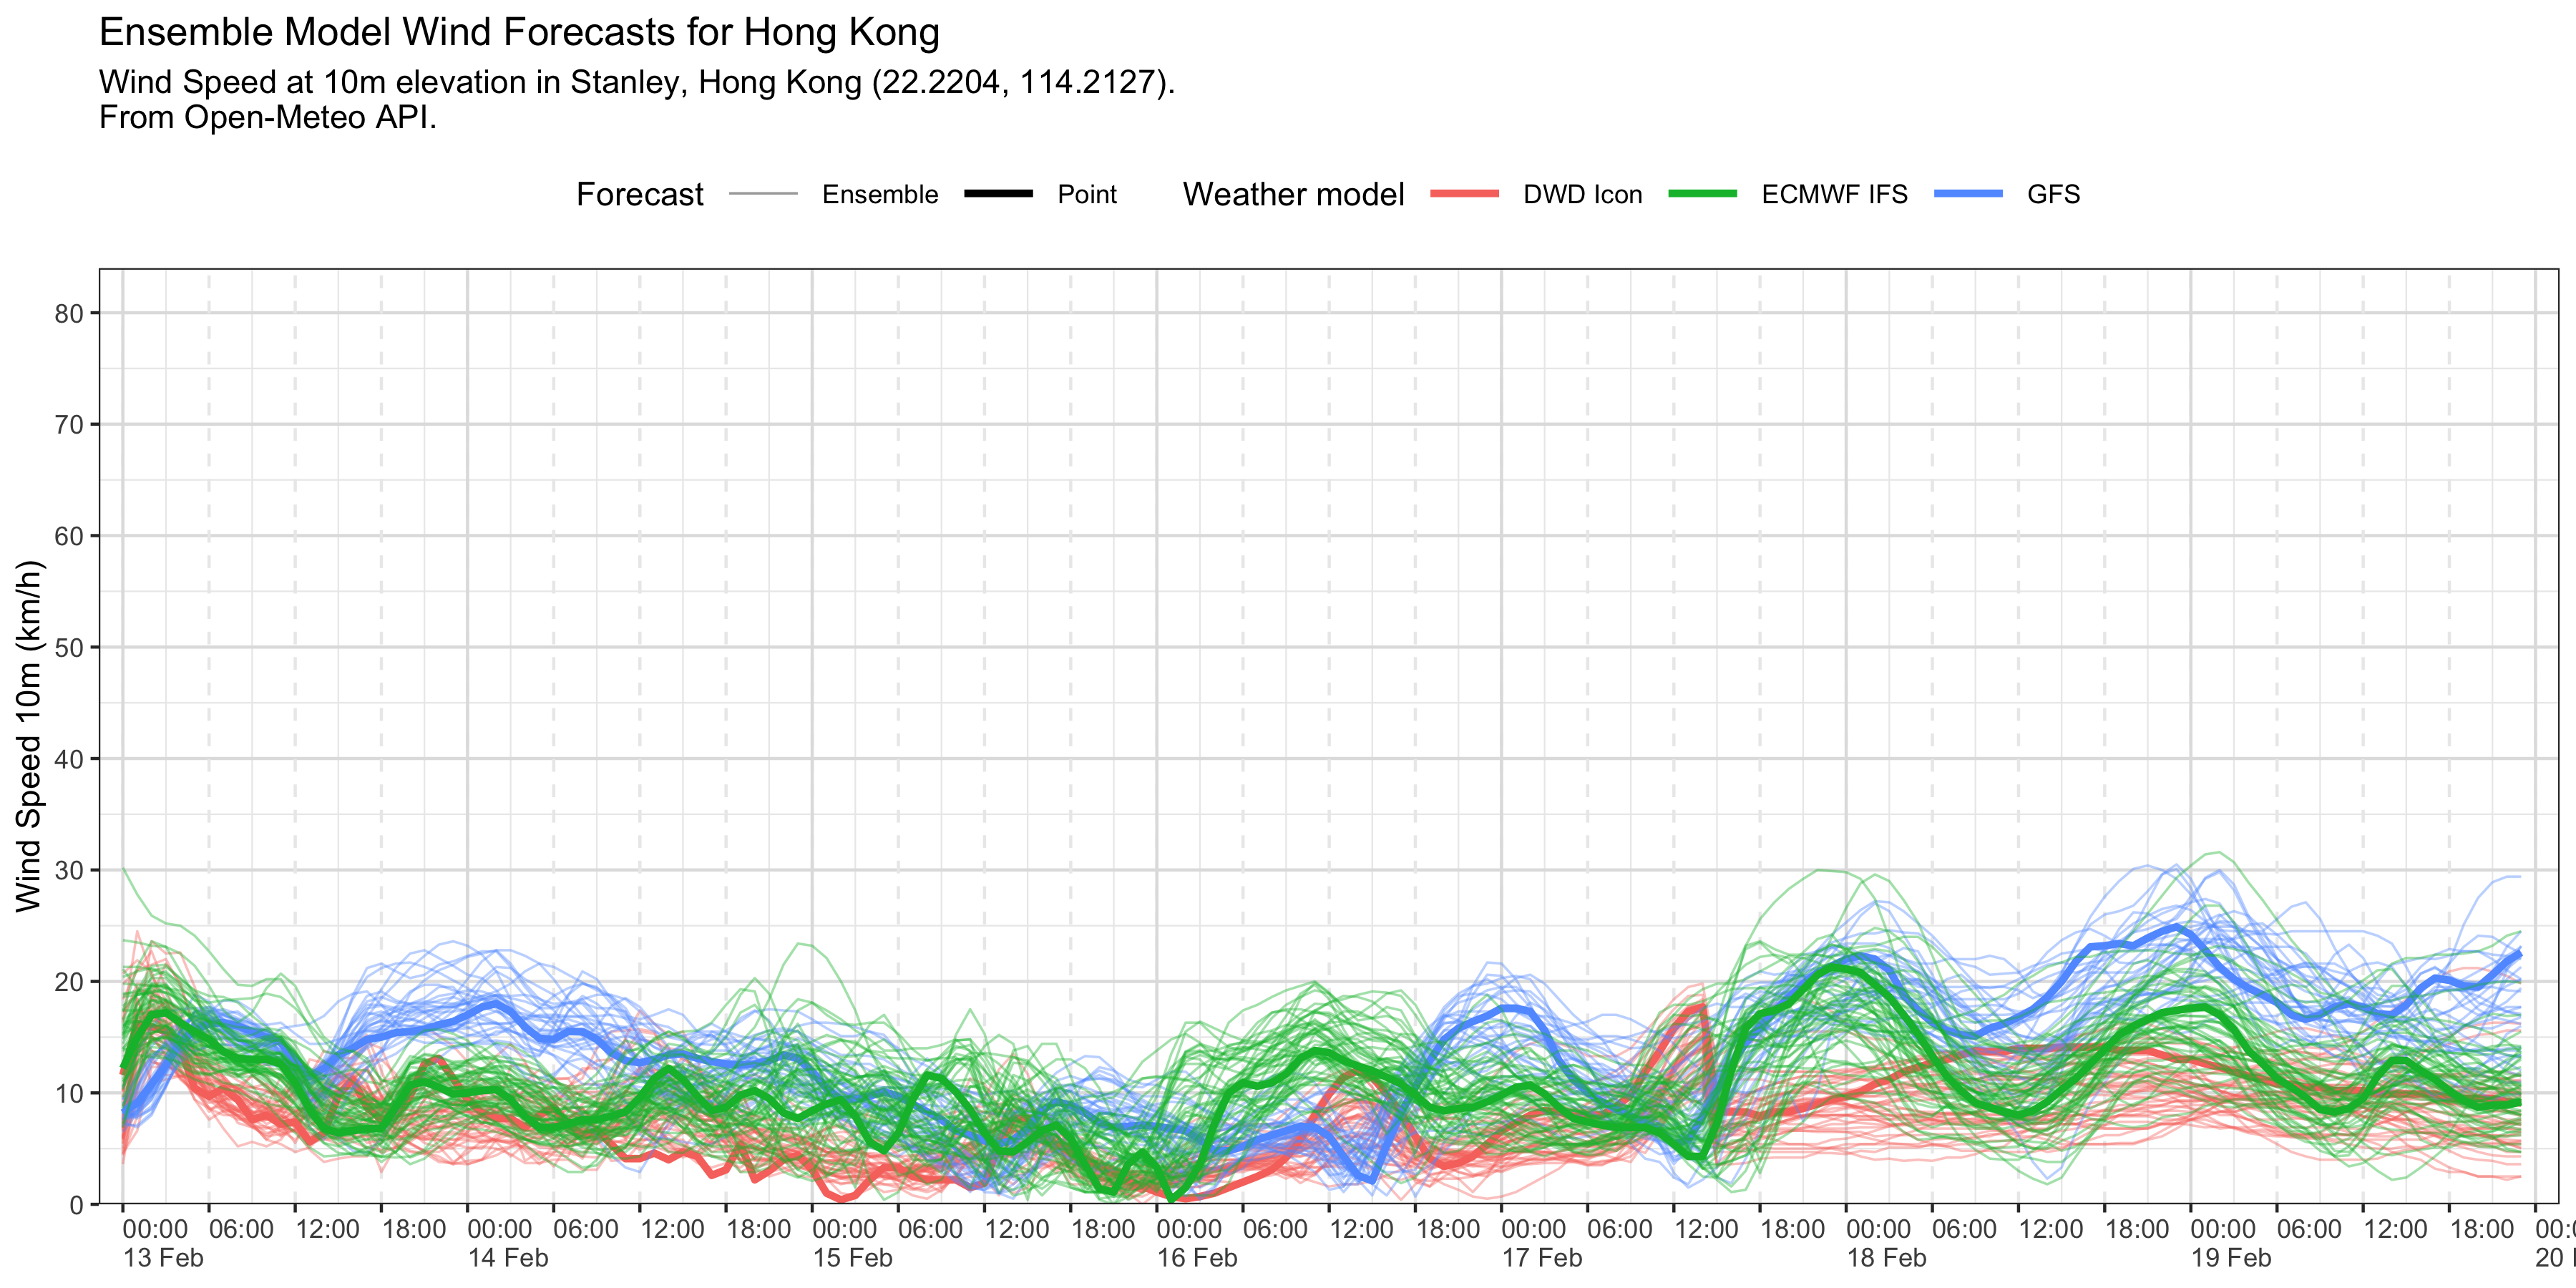 Ensemble Model Wind Forecasts for Hong Kong
Wind Speed at 10m elevation in Stanley, Hong Kong (22.2204, 114.2127).
From Open-Meteo API.
Forecast Ensemble Point Weather model DWD Icon ECMWF IFS GFS
Wind Speed 10m (km/h)
80
70
60
50
40
30
20
10
0
00:00 06:00 12:00 18:00 00:00 06:00 12:00 18:00 00:00 06:00 12:00 18:00 00:00 06:00 12:00 18:00 00:00 06:00 12:00 18:00 00:00 06:00 12:00 18:00 00:00 06:00 12:00 18:00
13 Feb 14 Feb 15 Feb 16 Feb 17 Feb 18 Feb 19 Feb 20